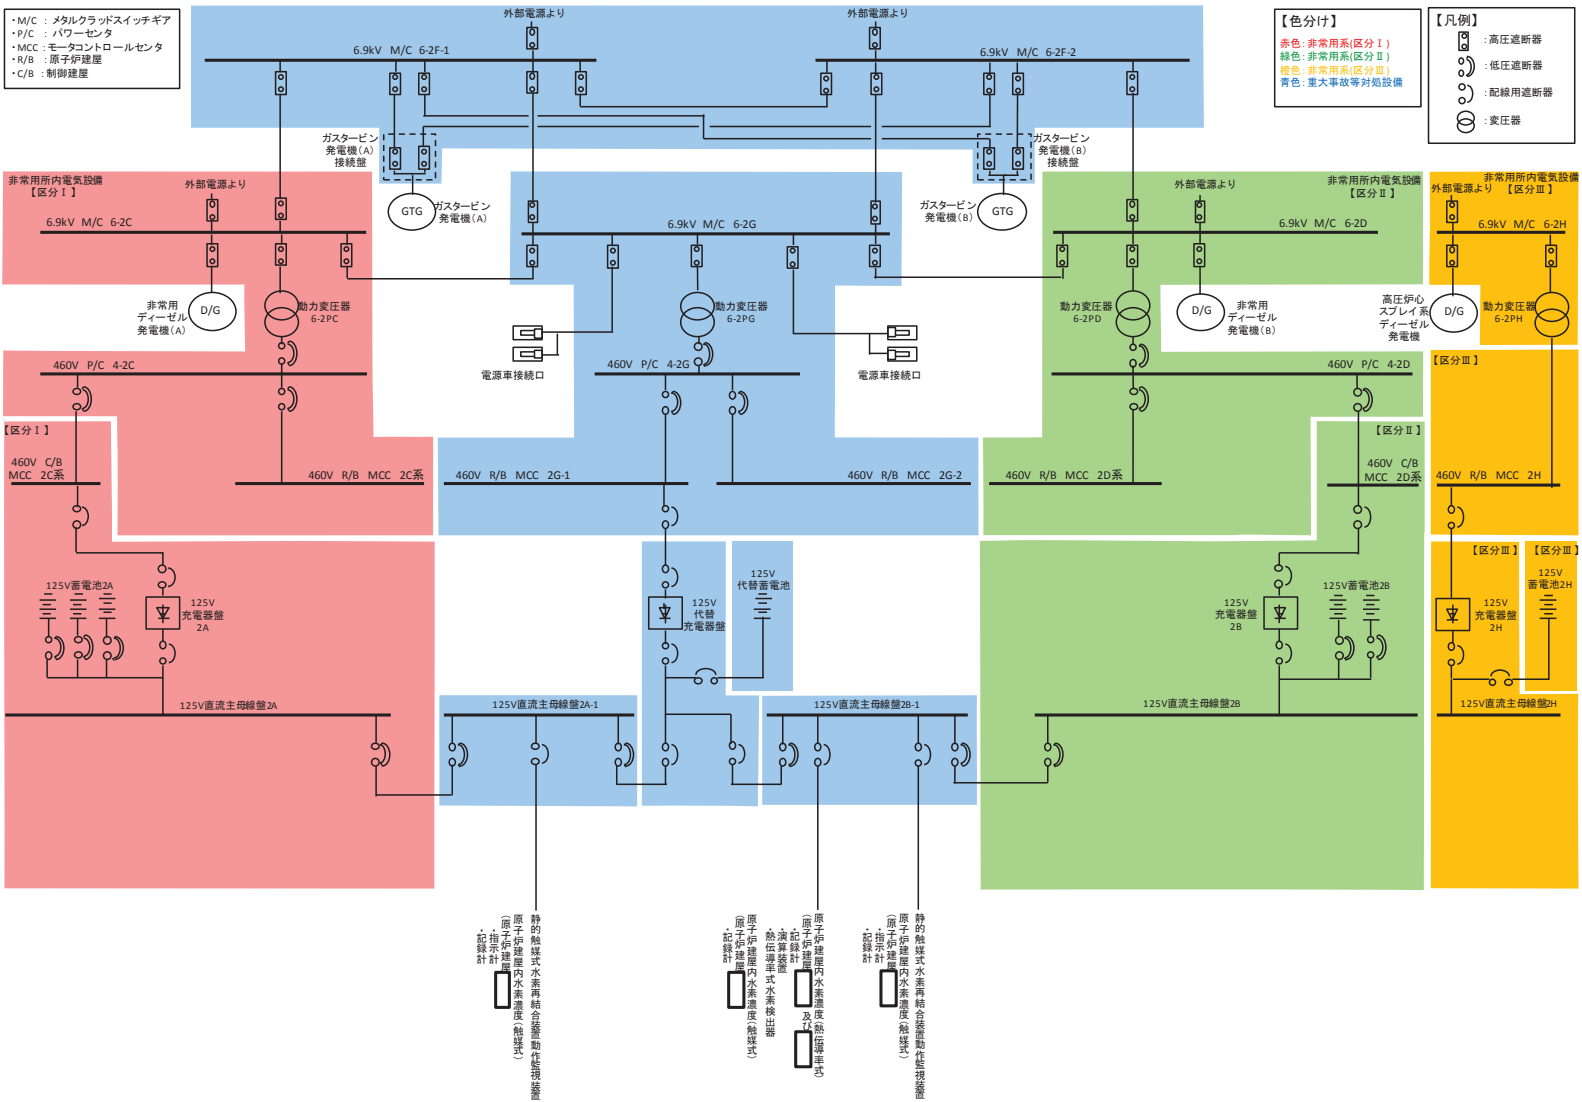 ・M/C : メタルクラッドスイッチギア
・P/C : パワーセンタ
・MCC : モータコントロールセンタ
・R/B : 原子炉建屋
・C/B : 制御建屋
外部電源より
外部電源より
6.9kV M/C 6-2F-1
6.9kV M/C 6-2F-2
【色分け】
赤色:非常用系(区分Ⅰ)
緑色:非常用系(区分Ⅱ)
橙色:非常用系(区分Ⅲ)
青色:重大事故等対処設備
【凡例】
:高圧遮断器
:低圧遮断器
:配線用遮断器
:変圧器
ガスタービン
発電機(A)
接続盤
ガスタービン
発電機(B)
接続盤
GTG
ガスタービン
発電機(A)
ガスタービン
発電機(B)
GTG
非常用所内電気設備
【区分Ⅰ】
外部電源より
6.9kV M/C 6-2C
6.9kV M/C 6-2G
外部電源より
非常用所内電気設備
【区分Ⅱ】
6.9kV M/C 6-2D
非常用所内電気設備
外部電源より
【区分Ⅲ】
6.9kV M/C 6-2H
非常用
ディーゼル
発電機(A)
D/G
動力変圧器
6-2PC
動力変圧器
6-2PG
動力変圧器
6-2PD
D/G
非常用
ディーゼル
発電機(B)
高圧炉心
スプレイ系
ディーゼル
発電機
D/G
動力変圧器
6-2PH
電源車接続口
電源車接続口
460V P/C 4-2C
460V P/C 4-2G
460V P/C 4-2D
【区分Ⅲ】
【区分Ⅰ】
【区分Ⅱ】
460V C/B
MCC 2C系
460V R/B MCC 2C系
460V R/B MCC 2G-1
460V R/B MCC 2G-2
460V R/B MCC 2D系
460V C/B
MCC 2D系
460V R/B MCC 2H
【区分Ⅲ】
【区分Ⅲ】
125V蓄電池2A
125V
充電器盤
2A
125V
代替
充電器盤
125V
代替蓄電池
125V
充電器盤
2B
125V蓄電池2B
125V
充電器盤
2H
125V
蓄電池2H
125V直流主母線盤2A
125V直流主母線盤2A-1
125V直流主母線盤2B-1
125V直流主母線盤2B
125V直流主母線盤2H
静的触媒式水素再結合装置動作監視装置
原子炉建屋内水素濃度(触媒式)
(原子炉建屋
・指示計
・記録計
原子炉建屋内水素濃度(熱伝導率式)
(原子炉建屋 及び
・記録計
・演算装置
・熱伝導率式水素検出器
原子炉建屋内水素濃度(触媒式)
(原子炉建屋
・記録計
静的触媒式水素再結合装置動作監視装置
原子炉建屋内水素濃度(触媒式)
(原子炉建屋
・指示計
・記録計